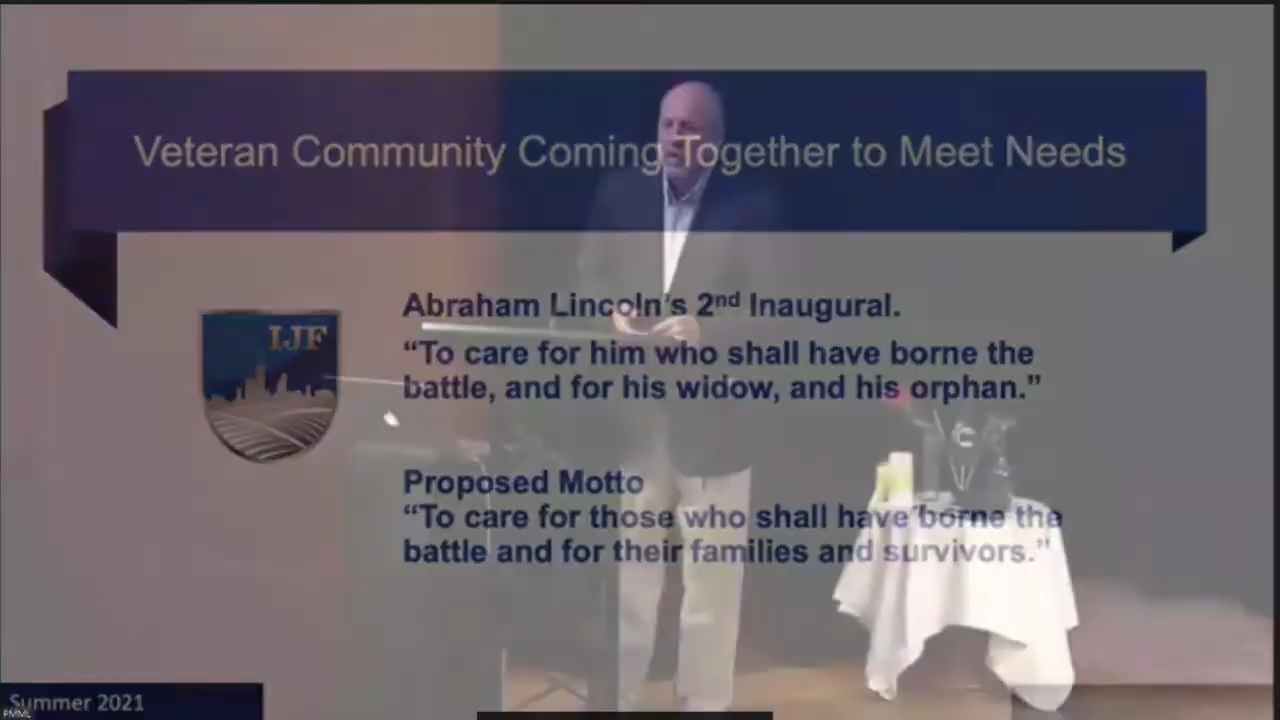 Veteran Community Coming Together to Meet Needs
IJF
Abraham Lincoln's 2nd Inaugural.
“To care for him who shall have borne the
battle, and for his widow, and his orphan.”
Proposed Motto
“To care for those who shall have borne the
battle and for their families and survivors.”
Summer 2021
PMML